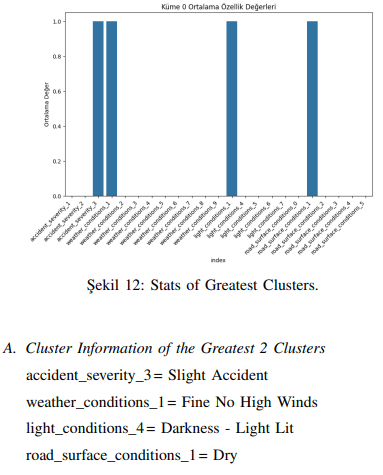 Küme 0 Ortalama Özellik Değerleri
1.0
0.8
0.6
0.4
0.2
0.0
Ortalama Değer
accident_severity_1
accident_severity_2
accident_severity_3
weather_conditions_1
weather_conditions_2
weather_conditions_3
weather_conditions_4
weather_conditions_5
weather_conditions_6
weather_conditions_7
weather_conditions_8
weather_conditions_9
light_conditions_1
light_conditions_4
light_conditions_5
light_conditions_6
light_conditions_7
road_surface_conditions_0
road_surface_conditions_1
road_surface_conditions_2
road_surface_conditions_3
road_surface_conditions_4
road_surface_conditions_5
index
Şekil 12: Stats of Greatest Clusters.
A. Cluster Information of the Greatest 2 Clusters
accident_severity_3= Slight Accident
weather_conditions_1= Fine No High Winds
light_conditions_4= Darkness - Light Lit
road_surface_conditions_1= Dry